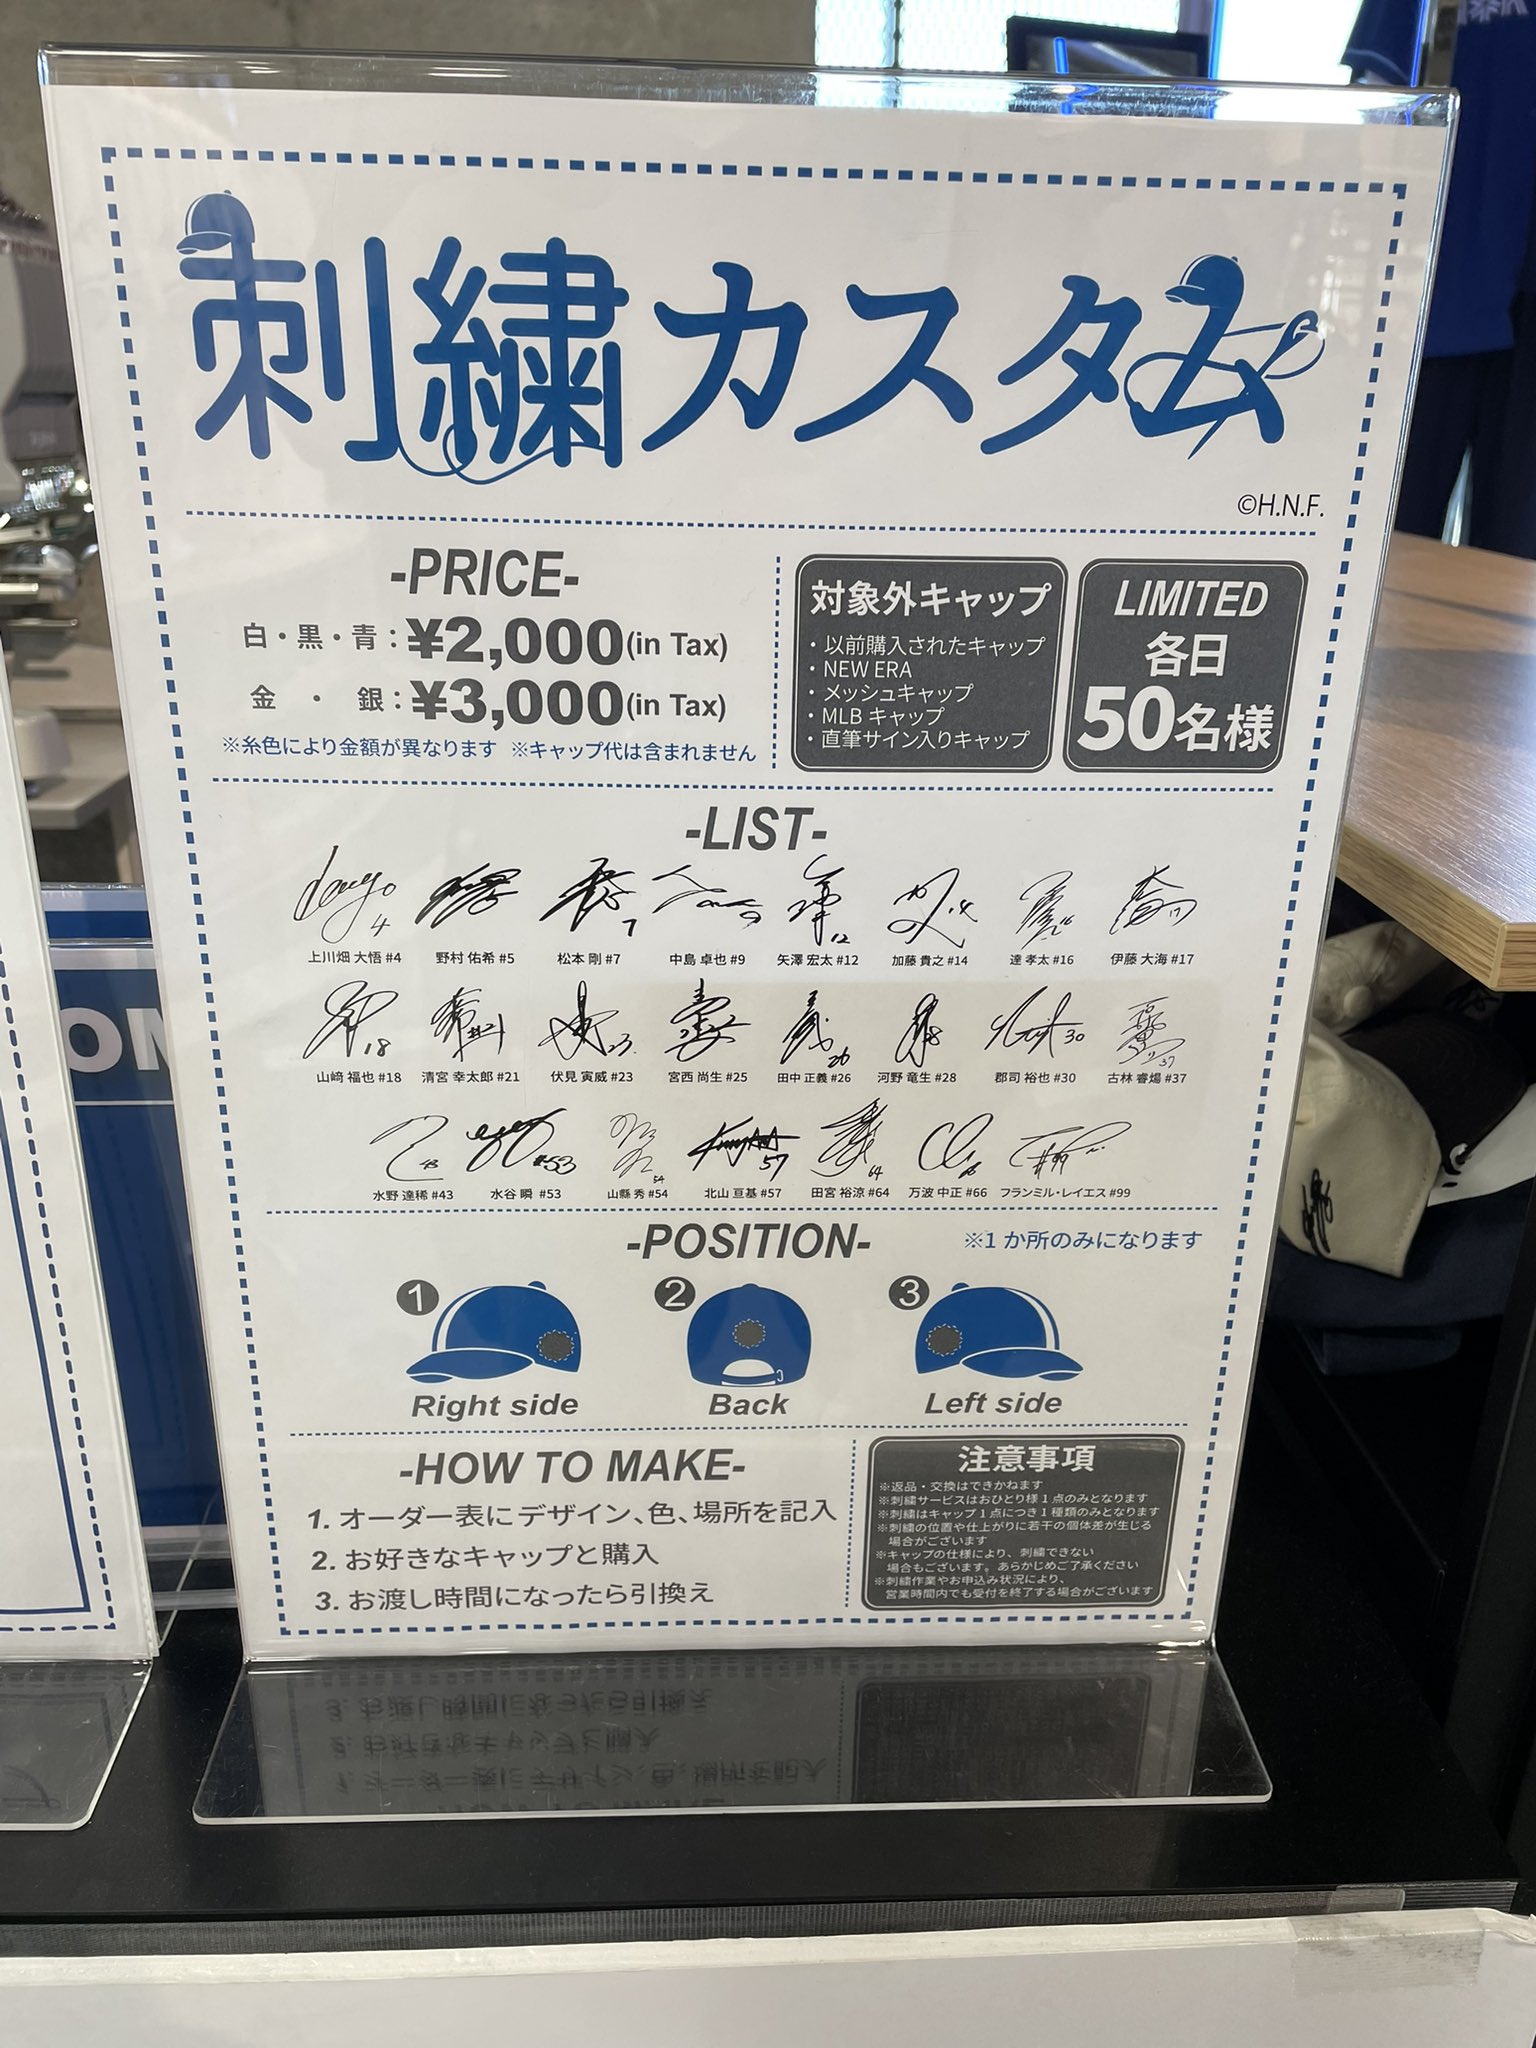 刺繍カスタム
©H.N.F.
-PRICE-
白・黒・青：¥2,000(in Tax)
金・銀：¥3,000(in Tax)
※糸色により金額が異なります ※キャップ代は含まれません
対象外キャップ
・以前購入されたキャップ
・NEW ERA
・メッシュキャップ
・MLB キャップ
・直筆サイン入りキャップ
LIMITED
各日
50名様
-LIST-
上川畑 大悟 #4 野村 佑希 #5 松本 剛 #7 中島 卓也 #9 矢澤 宏太 #12 加藤 貴之 #14 達 孝太 #16 伊藤 大海 #17
山﨑 福也 #18 清宮 幸太郎 #21 伏見 寅威 #23 宮西 尚生 #25 田中 正義 #26 河野 竜生 #28 郡司 裕也 #30 古林 睿煬 #37
水野 達稀 #43 水谷 瞬 #53 山縣 秀 #54 北山 亘基 #57 田宮 裕涼 #64 万波 中正 #66 フランミル・レイエス #99
-POSITION-
※1 か所のみになります
1 2 3
Right side Back Left side
-HOW TO MAKE-
1. オーダー表にデザイン、色、場所を記入
2. お好きなキャップと購入
3. お渡し時間になったら引換え
注意事項
※返品・交換はできかねます
※刺繍サービスはおひとり様１点のみとなります
※刺繍はキャップ１点につき１種類のみとなります
※刺繍の位置や仕上がりに若干の個体差が生じる
場合がございます
※キャップの仕様により、刺繍できない
場合もございます。あらかじめご了承ください
※刺繍作業やお申込み状況により、
営業時間内でも受付を終了する場合がございます